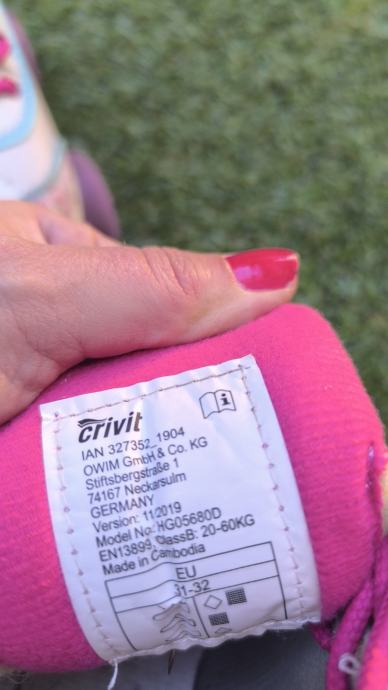 crivit
IAN 327352_1904
OWIM GmbH & Co. KG
Stiftsbergstraße 1
74167 Neckarsulm
GERMANY
Version: 11/2019
Model No: HG05680D
EN13899, ClassB: 20-60KG
Made in Cambodia
EU
31-32